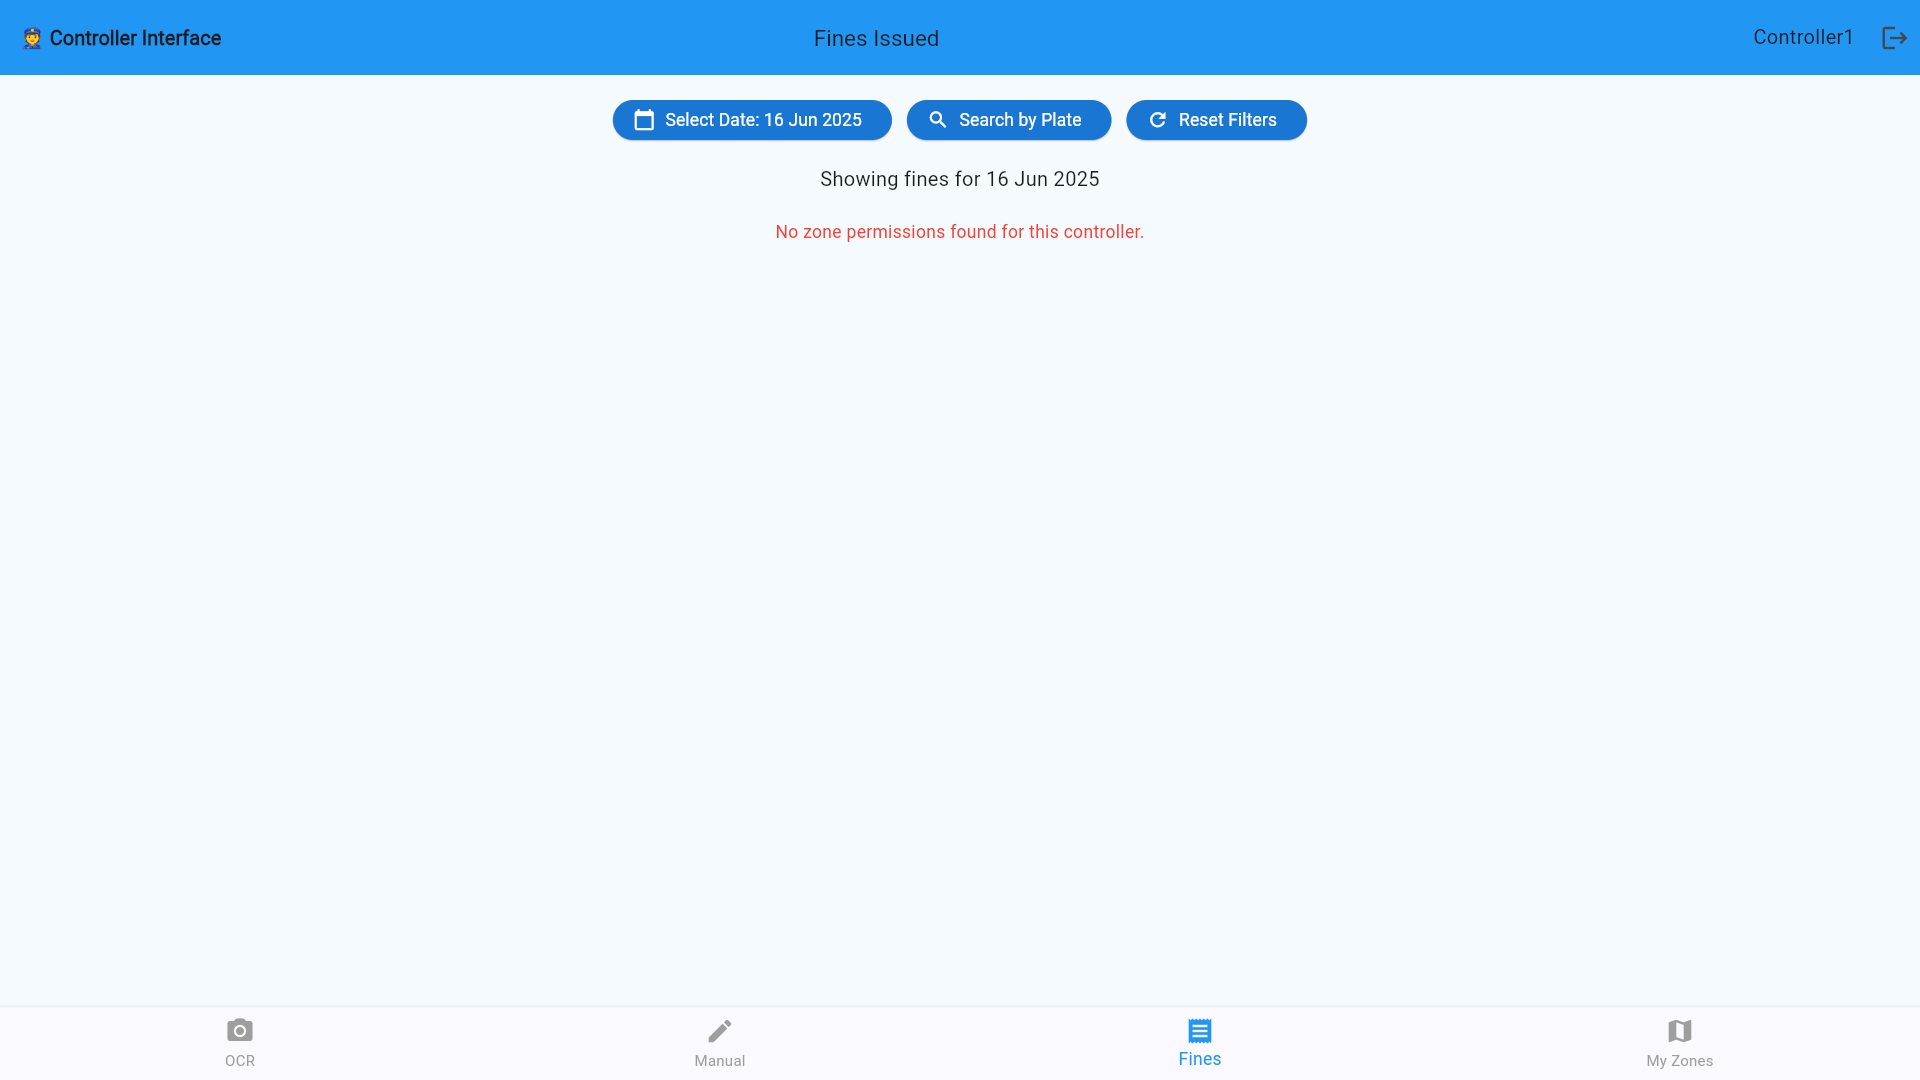 👮 Controller Interface
Fines Issued
Controller1
Select Date: 16 Jun 2025
Search by Plate
Reset Filters
Showing fines for 16 Jun 2025
No zone permissions found for this controller.
OCR
Manual
Fines
My Zones